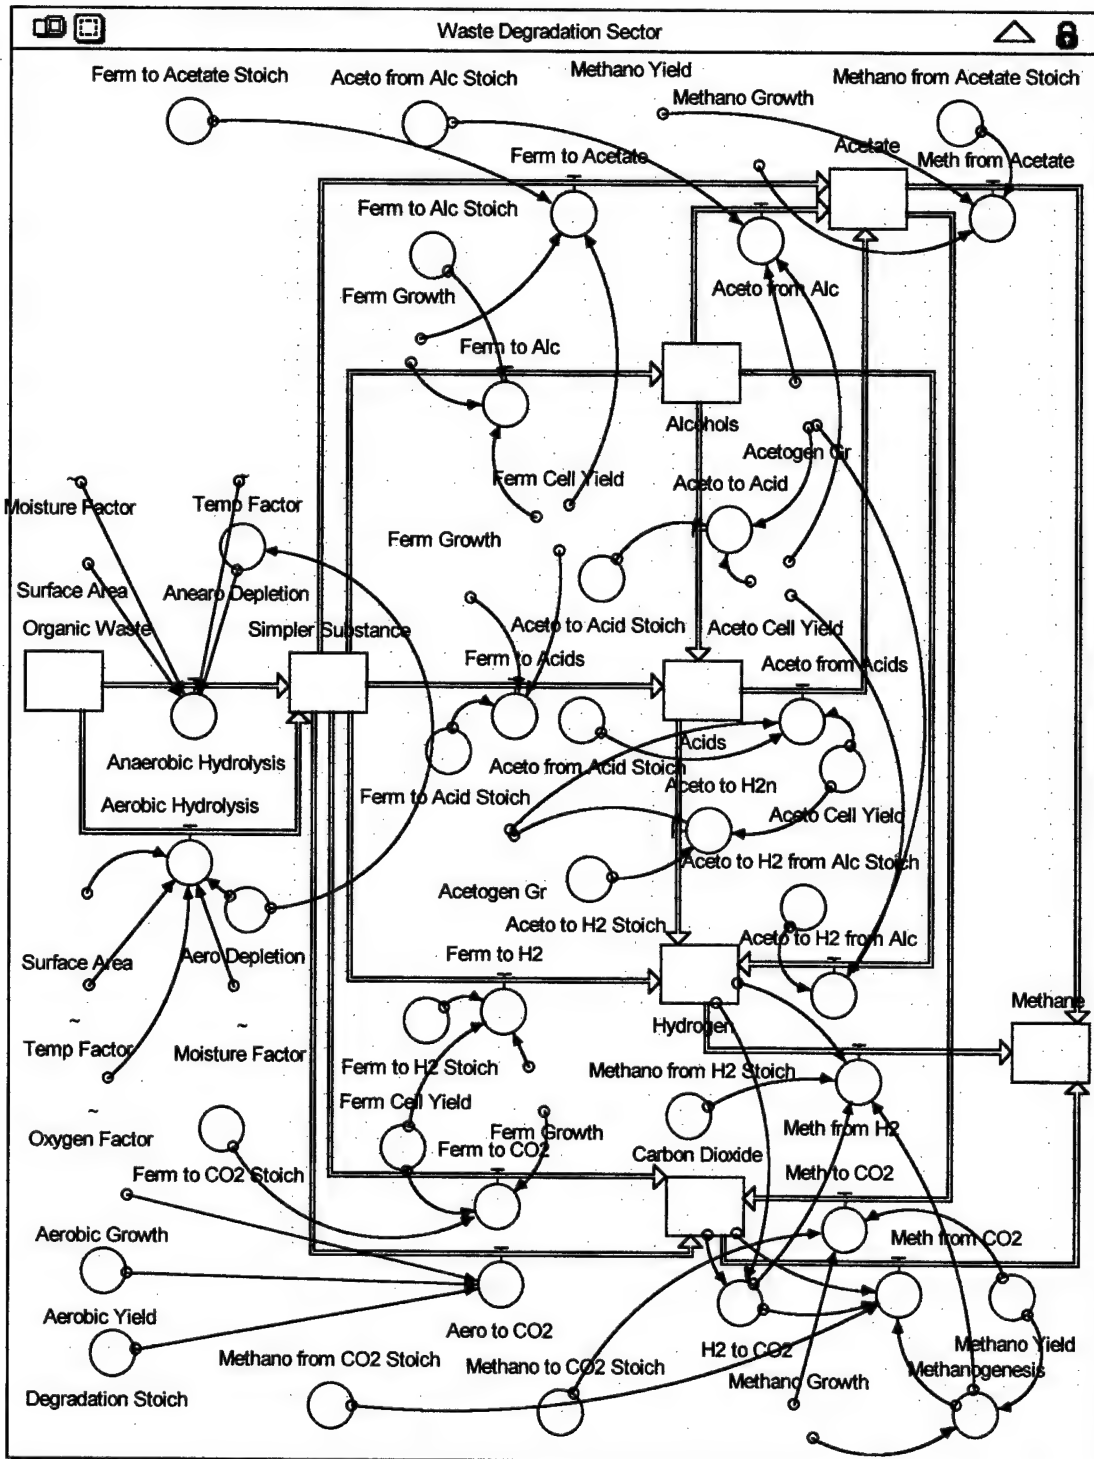 Waste Degradation Sector
Ferm to Acetate Stoich
Aceto from Alc Stoich
Methano Yield
Methano from Acetate Stoich
Methano Growth
Acetate
Ferm to Acetate
Meth from Acetate
Ferm to Alc Stoich
Ferm Growth
Aceto from Alc
Ferm to Alc
Alcohols
Acetogen Gr
Ferm Cell Yield
Aceto to Acid
~
~
Moisture Factor
Temp Factor
Ferm Growth
Surface Area
Anearo Depletion
Organic Waste
Simpler Substance
Aceto to Acid Stoich
Aceto Cell Yield
Ferm to Acids
Aceto from Acids
Acids
Anaerobic Hydrolysis
Aceto from Acid Stoich
Aceto to H2n
Ferm to Acid Stoich
Aerobic Hydrolysis
Aceto Cell Yield
Aceto to H2 from Alc Stoich
Acetogen Gr
Aceto to H2 Stoich
Aceto to H2 from Alc
Surface Area
Aero Depletion
Ferm to H2
Methane
~
~
Hydrogen
Temp Factor
Moisture Factor
Ferm to H2 Stoich
Methano from H2 Stoich
~
Ferm Cell Yield
Oxygen Factor
Ferm Growth
Meth from H2
Ferm to CO2
Carbon Dioxide
Ferm to CO2 Stoich
Meth to CO2
Aerobic Growth
Meth from CO2
Aerobic Yield
Aero to CO2
H2 to CO2
Methano Yield
Methano from CO2 Stoich
Methano to CO2 Stoich
Methanogenesis
Methano Growth
Degradation Stoich